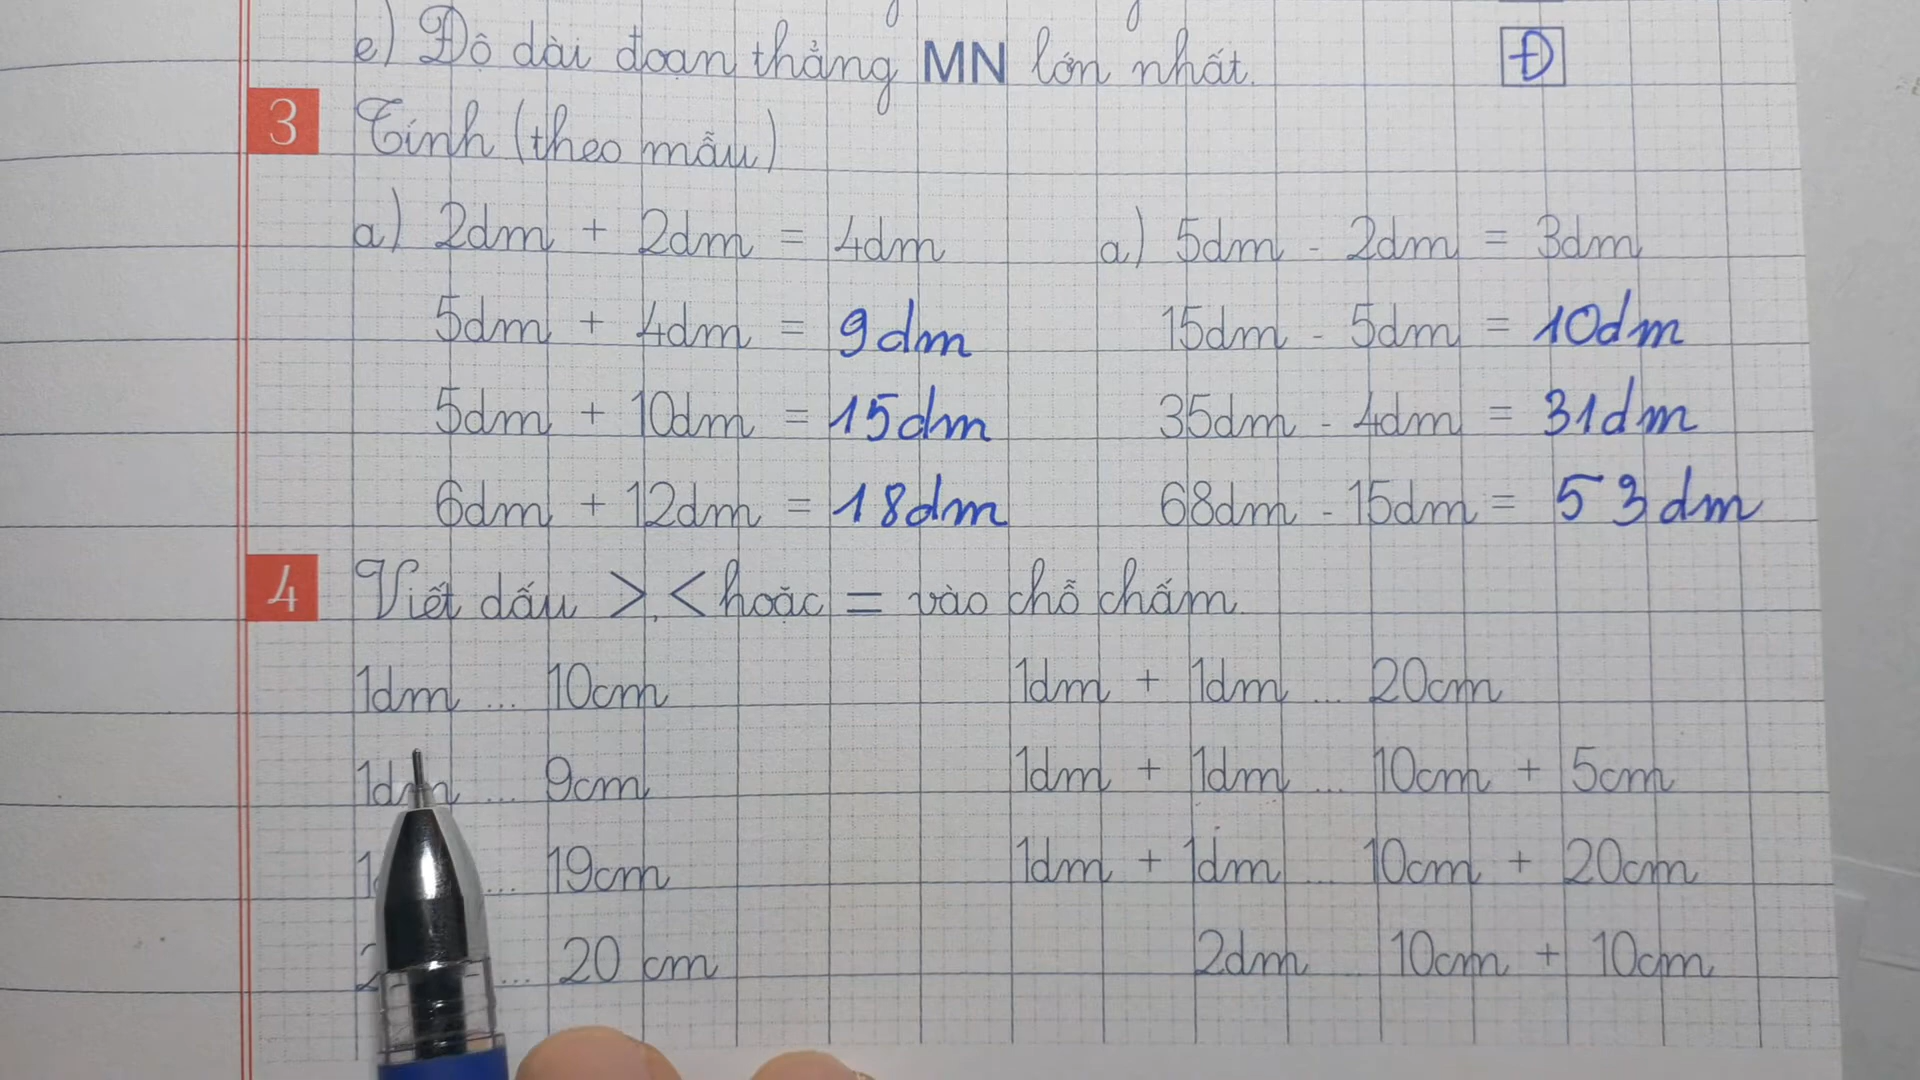 e) Độ dài đoạn thẳng MN lớn nhất. Đ
3 Tính (theo mẫu)
a) 2dm + 2dm = 4dm a) 5dm - 2dm = 3dm
5dm + 4dm = 9dm 15dm - 5dm = 10dm
5dm + 10dm = 15dm 35dm - 4dm = 31dm
6dm + 12dm = 18dm 68dm - 15dm = 53dm
4 Viết dấu >, < hoặc = vào chỗ chấm.
1dm ... 10cm 1dm + 1dm ... 20cm
1dm ... 9cm 1dm + 1dm ... 10cm + 5cm
... 19cm 1dm + 1dm ... 10cm + 20cm
... 20 cm 2dm ... 10cm + 10cm